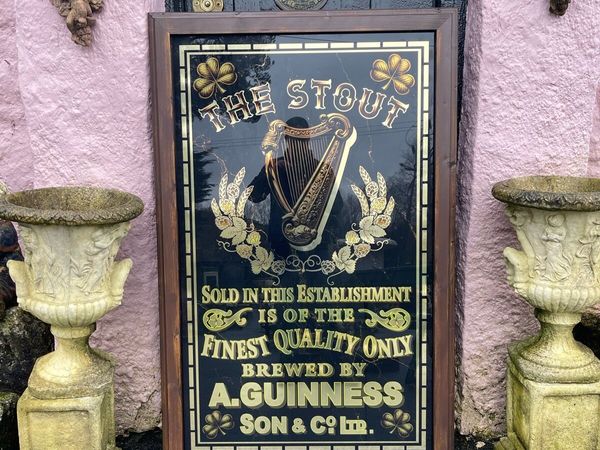 THE STOUT
SOLD IN THIS ESTABLISHMENT
IS OF THE
FINEST QUALITY ONLY
BREWED BY
A. GUINNESS
SON & Co. LTD.